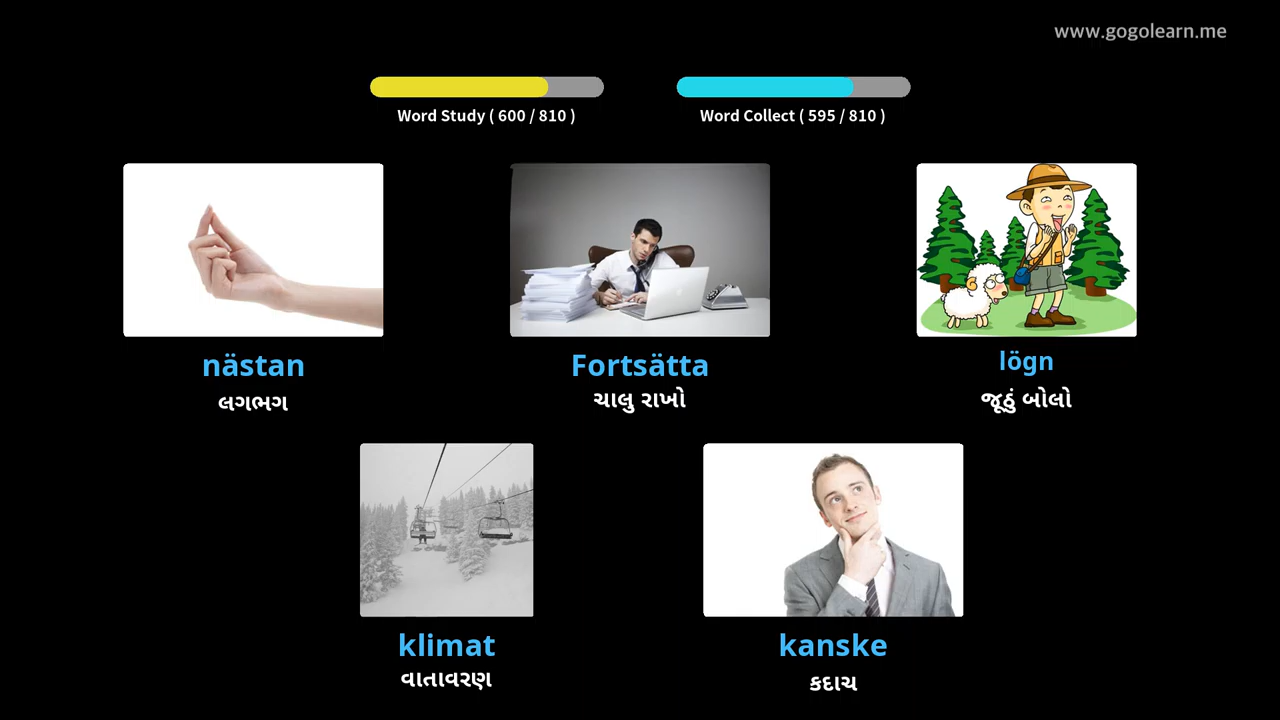 www.gogolearn.me
Word Study ( 600 / 810 )
Word Collect ( 595 / 810 )
nästan
લગભગ
Fortsätta
ચાલુ રાખો
lögn
જૂઠું બોલો
klimat
વાતાવરણ
kanske
કદાચ